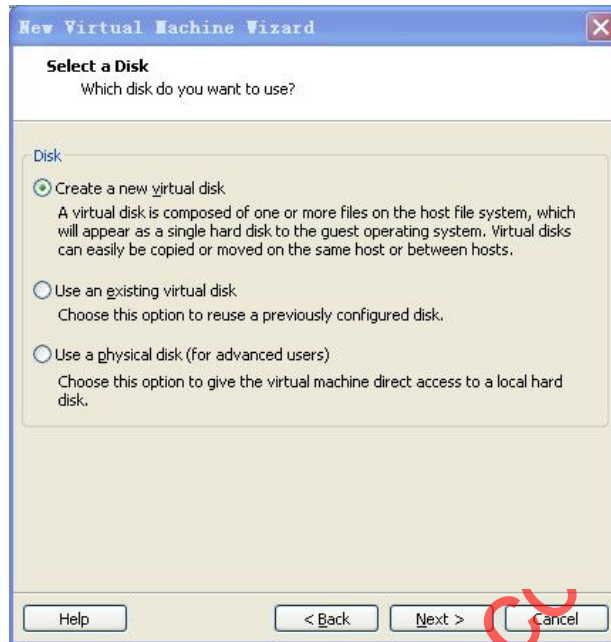 New Virtual Machine Wizard
Select a Disk
Which disk do you want to use?
Disk
Create a new virtual disk
A virtual disk is composed of one or more files on the host file system, which
will appear as a single hard disk to the guest operating system. Virtual disks
can easily be copied or moved on the same host or between hosts.
Use an existing virtual disk
Choose this option to reuse a previously configured disk.
Use a physical disk (for advanced users)
Choose this option to give the virtual machine direct access to a local hard
disk.
Help < Back Next > Cancel